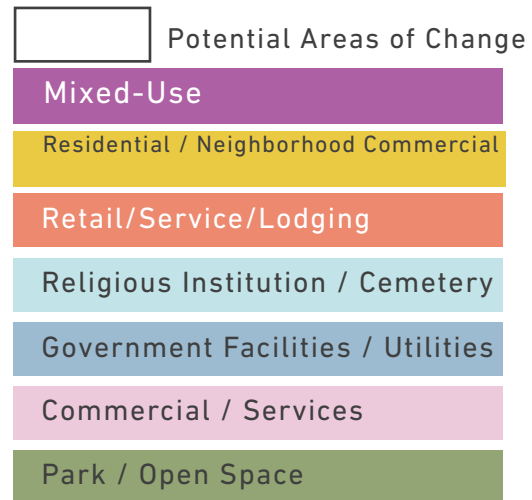 Potential Areas of Change
Mixed-Use
Residential / Neighborhood Commercial
Retail/Service/Lodging
Religious Institution / Cemetery
Government Facilities / Utilities
Commercial / Services
Park / Open Space